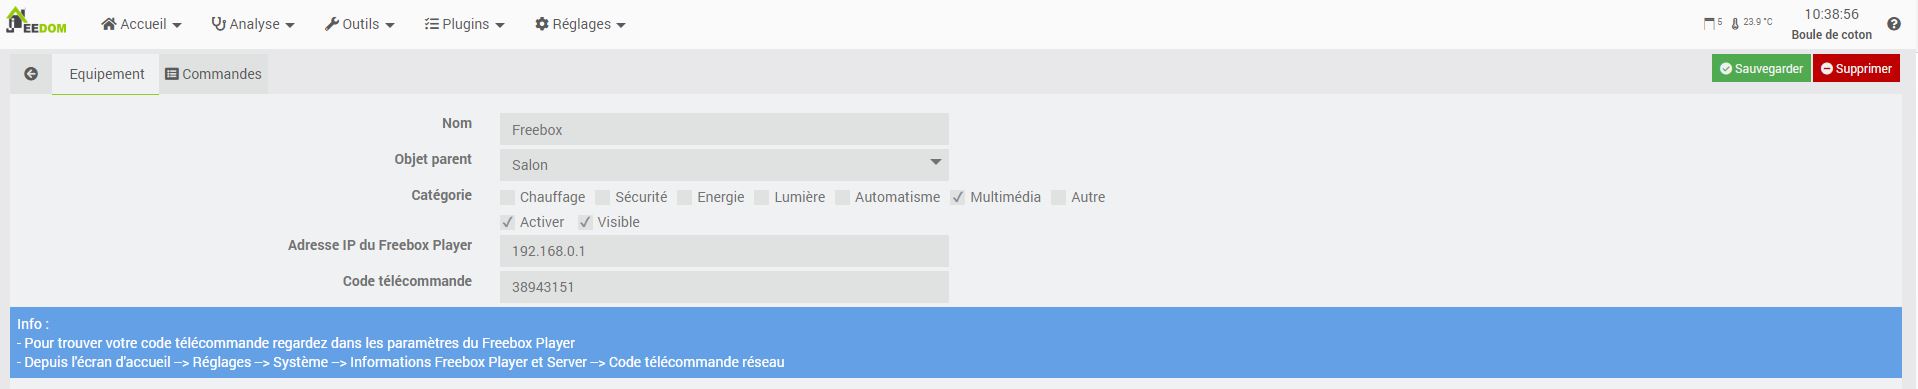 EEDOM Accueil Analyse Outils Plugins Réglages 5 23.9 °C 10:38:56
Boule de coton
Equipement Commandes Sauvegarder Supprimer
Nom Freebox
Objet parent Salon
Catégorie Chauffage Sécurité Energie Lumière Automatisme Multimédia Autre
Activer Visible
Adresse IP du Freebox Player 192.168.0.1
Code télécommande 38943151
Info :
- Pour trouver votre code télécommande regardez dans les paramètres du Freebox Player
- Depuis l'écran d'accueil --> Réglages --> Système --> Informations Freebox Player et Server --> Code télécommande réseau